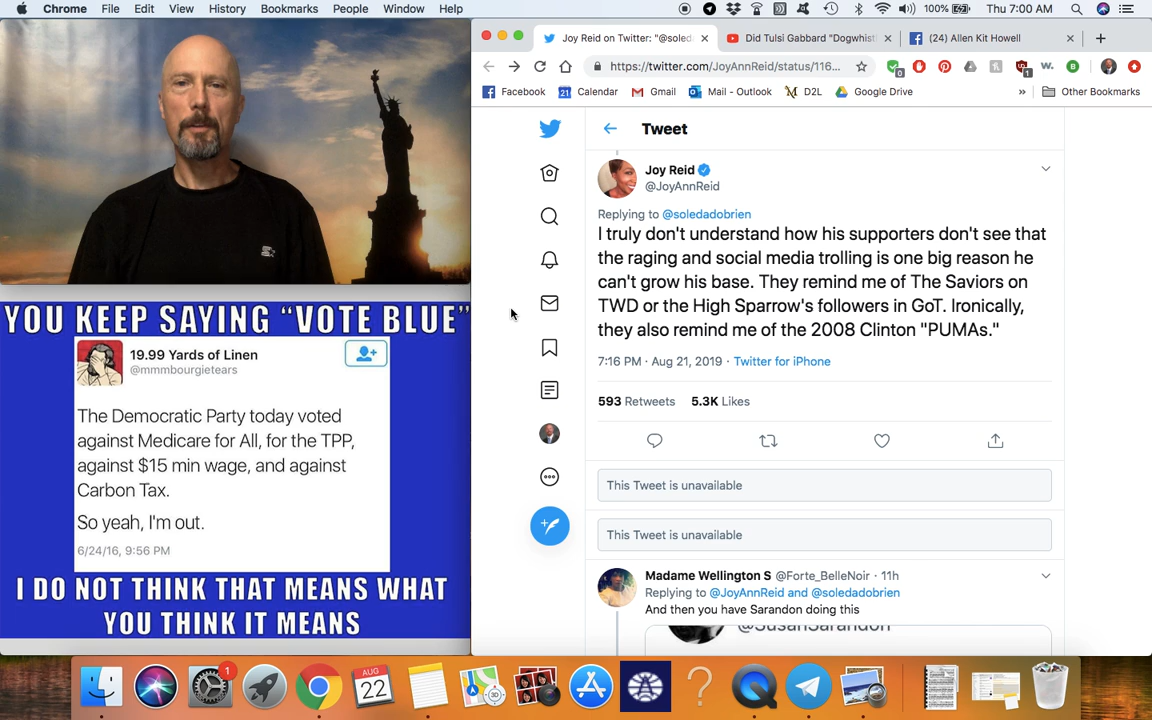 Chrome File Edit View History Bookmarks People Window Help
100% Thu 7:00 AM
Joy Reid on Twitter: "@soled
Did Tulsi Gabbard "Dogwhist
(24) Allen Kit Howell
https://twitter.com/JoyAnnReid/status/116...
Facebook Calendar Gmail Mail - Outlook D2L Google Drive » Other Bookmarks
Tweet
Joy Reid
@JoyAnnReid
Replying to @soledadobrien
I truly don't understand how his supporters don't see that
the raging and social media trolling is one big reason he
can't grow his base. They remind me of The Saviors on
TWD or the High Sparrow's followers in GoT. Ironically,
they also remind me of the 2008 Clinton "PUMAs."
7:16 PM · Aug 21, 2019 · Twitter for iPhone
593 Retweets 5.3K Likes
This Tweet is unavailable
This Tweet is unavailable
Madame Wellington S @Forte_BelleNoir · 11h
Replying to @JoyAnnReid and @soledadobrien
And then you have Sarandon doing this
@SusanSarandon
YOU KEEP SAYING "VOTE BLUE"
19.99 Yards of Linen
@mmmbourgietears
The Democratic Party today voted
against Medicare for All, for the TPP,
against $15 min wage, and against
Carbon Tax.
So yeah, I'm out.
6/24/16, 9:56 PM
I DO NOT THINK THAT MEANS WHAT
YOU THINK IT MEANS
1
AUG
22